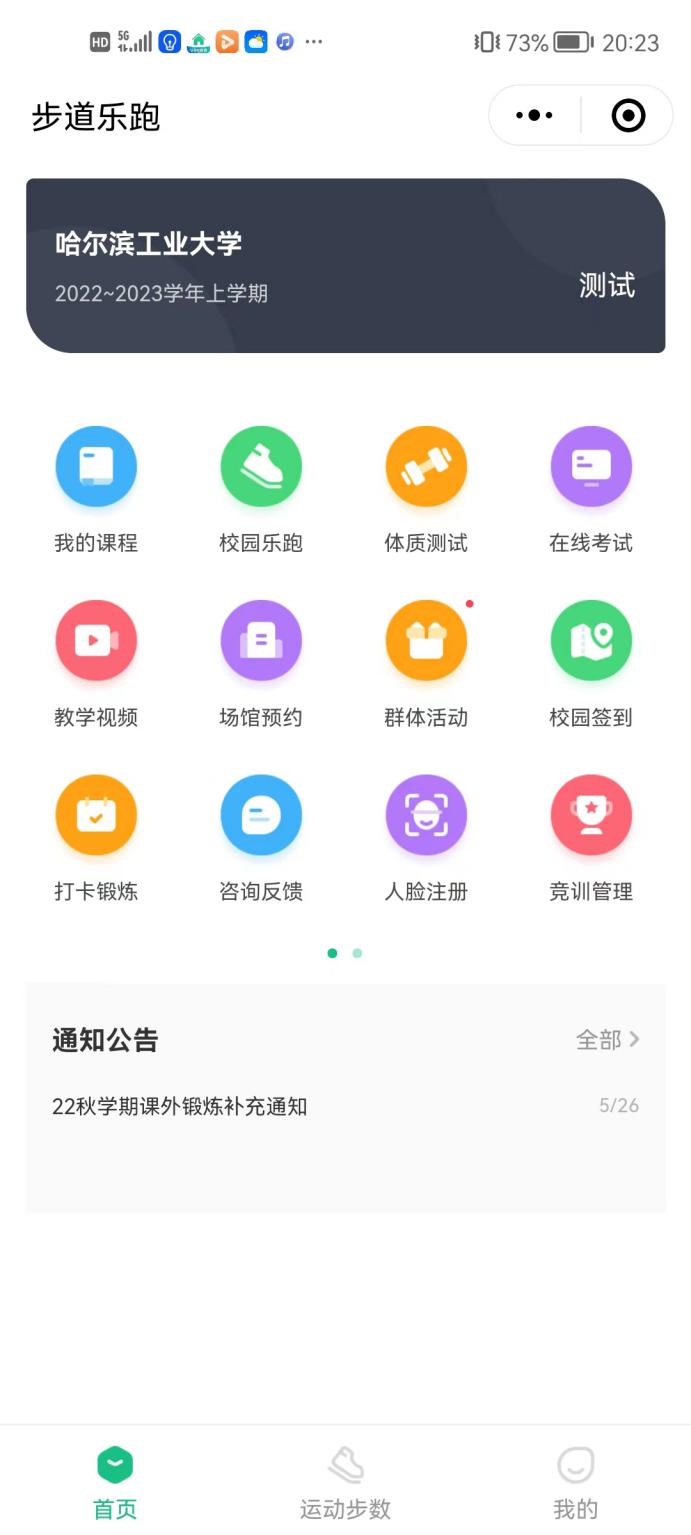 HD 5G 73% 20:23
步道乐跑
哈尔滨工业大学
2022~2023学年上学期
测试
我的课程 校园乐跑 体质测试 在线考试
教学视频 场馆预约 群体活动 校园签到
打卡锻炼 咨询反馈 人脸注册 竞训管理
通知公告 全部
22秋学期课外锻炼补充通知 5/26
首页 运动步数 我的